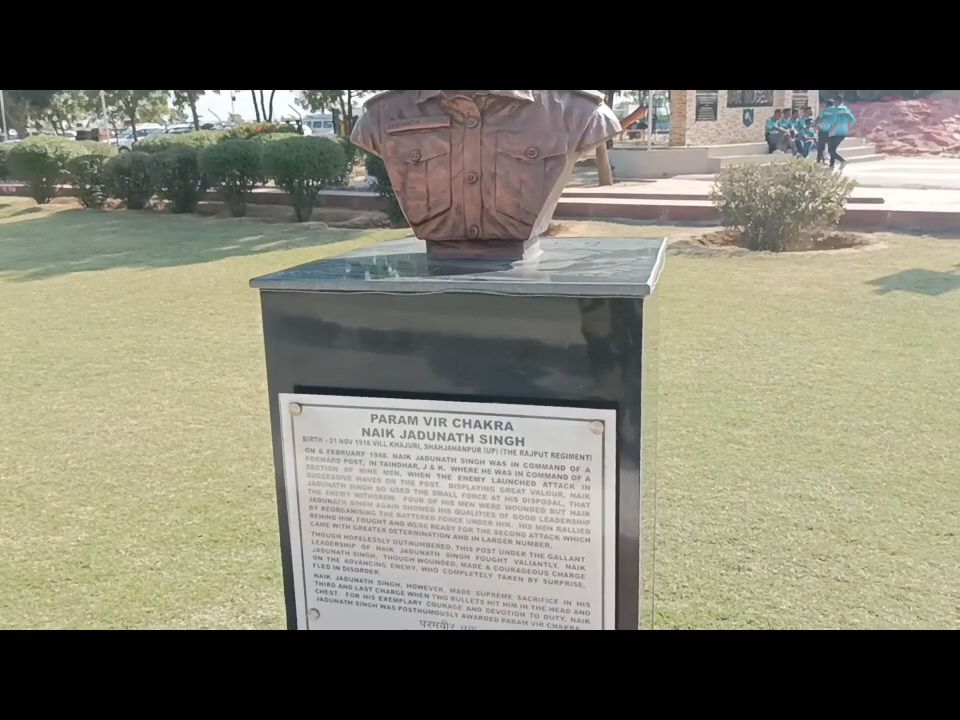 PARAM VIR CHAKRA
NAIK JADUNATH SINGH
BIRTH - 21 NOV 1916 VILL KHAJURI, SHAHJAHANPUR (UP) (THE RAJPUT REGIMENT)
ON 6 FEBRUARY 1948, NAIK JADUNATH SINGH WAS IN COMMAND OF A
FORWARD POST, IN TAINDHAR, J & K. WHERE HE WAS IN COMMAND OF A
SECTION OF NINE MEN, WHEN THE ENEMY LAUNCHED ATTACK IN
SUCCESSIVE WAVES ON THE POST. DISPLAYING GREAT VALOUR, NAIK
JADUNATH SINGH SO USED THE SMALL FORCE AT HIS DISPOSAL, THAT
THE ENEMY WITHDREW. FOUR OF HIS MEN WERE WOUNDED BUT NAIK
JADUNATH SINGH AGAIN SHOWED HIS QUALITIES OF GOOD LEADERSHIP
BY REORGANISING THE BATTERED FORCE UNDER HIM. HIS MEN RALLIED
BEHIND HIM, FOUGHT AND WERE READY FOR THE SECOND ATTACK WHICH
CAME WITH GREATER DETERMINATION AND IN LARGER NUMBER.
THOUGH HOPELESSLY OUTNUMBERED, THIS POST UNDER THE GALLANT
LEADERSHIP OF NAIK JADUNATH SINGH FOUGHT VALIANTLY. NAIK
JADUNATH SINGH, THOUGH WOUNDED, MADE A COURAGEOUS CHARGE
ON THE ADVANCING ENEMY, WHO COMPLETELY TAKEN BY SURPRISE,
FLED IN DISORDER.
NAIK JADUNATH SINGH, HOWEVER, MADE SUPREME SACRIFICE IN HIS
THIRD AND LAST CHARGE WHEN TWO BULLETS HIT HIM IN THE HEAD AND
CHEST. FOR HIS EXEMPLARY COURAGE AND DEVOTION TO DUTY, NAIK
JADUNATH SINGH WAS POSTHUMOUSLY AWARDED PARAM VIR CHAKRA.
परमवीर